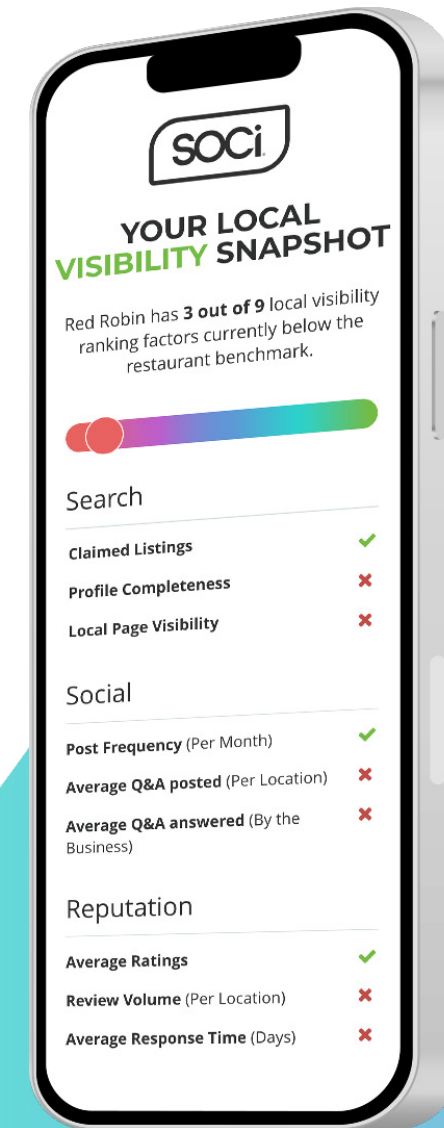 SOCi
YOUR LOCAL
VISIBILITY SNAPSHOT
Red Robin has 3 out of 9 local visibility
ranking factors currently below the
restaurant benchmark.
Search
Claimed Listings
Profile Completeness
Local Page Visibility
Social
Post Frequency (Per Month)
Average Q&A posted (Per Location)
Average Q&A answered (By the
Business)
Reputation
Average Ratings
Review Volume (Per Location)
Average Response Time (Days)